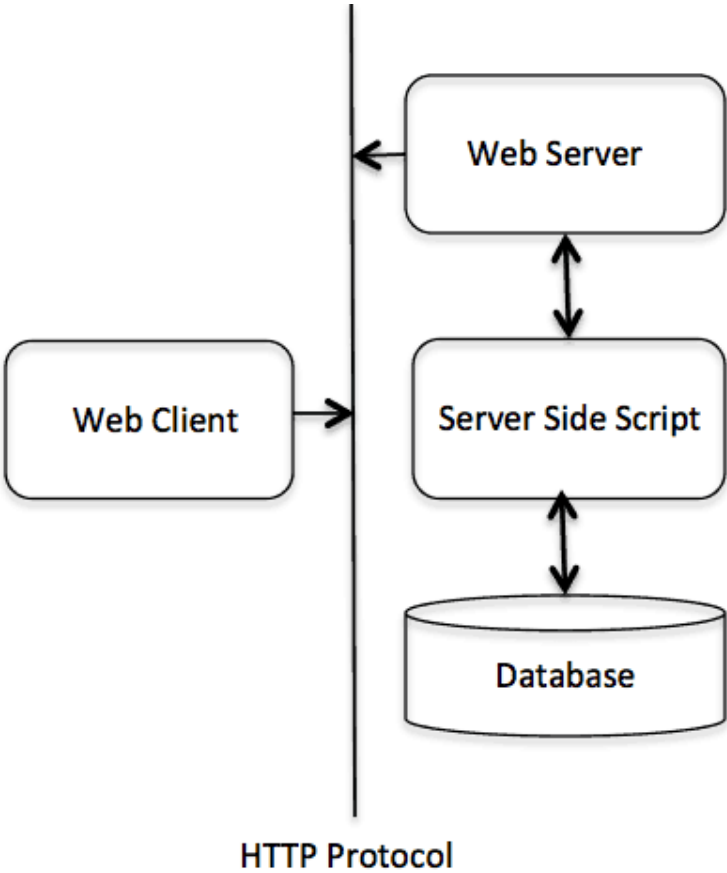 Web Server
Web Client
Server Side Script
Database
HTTP Protocol